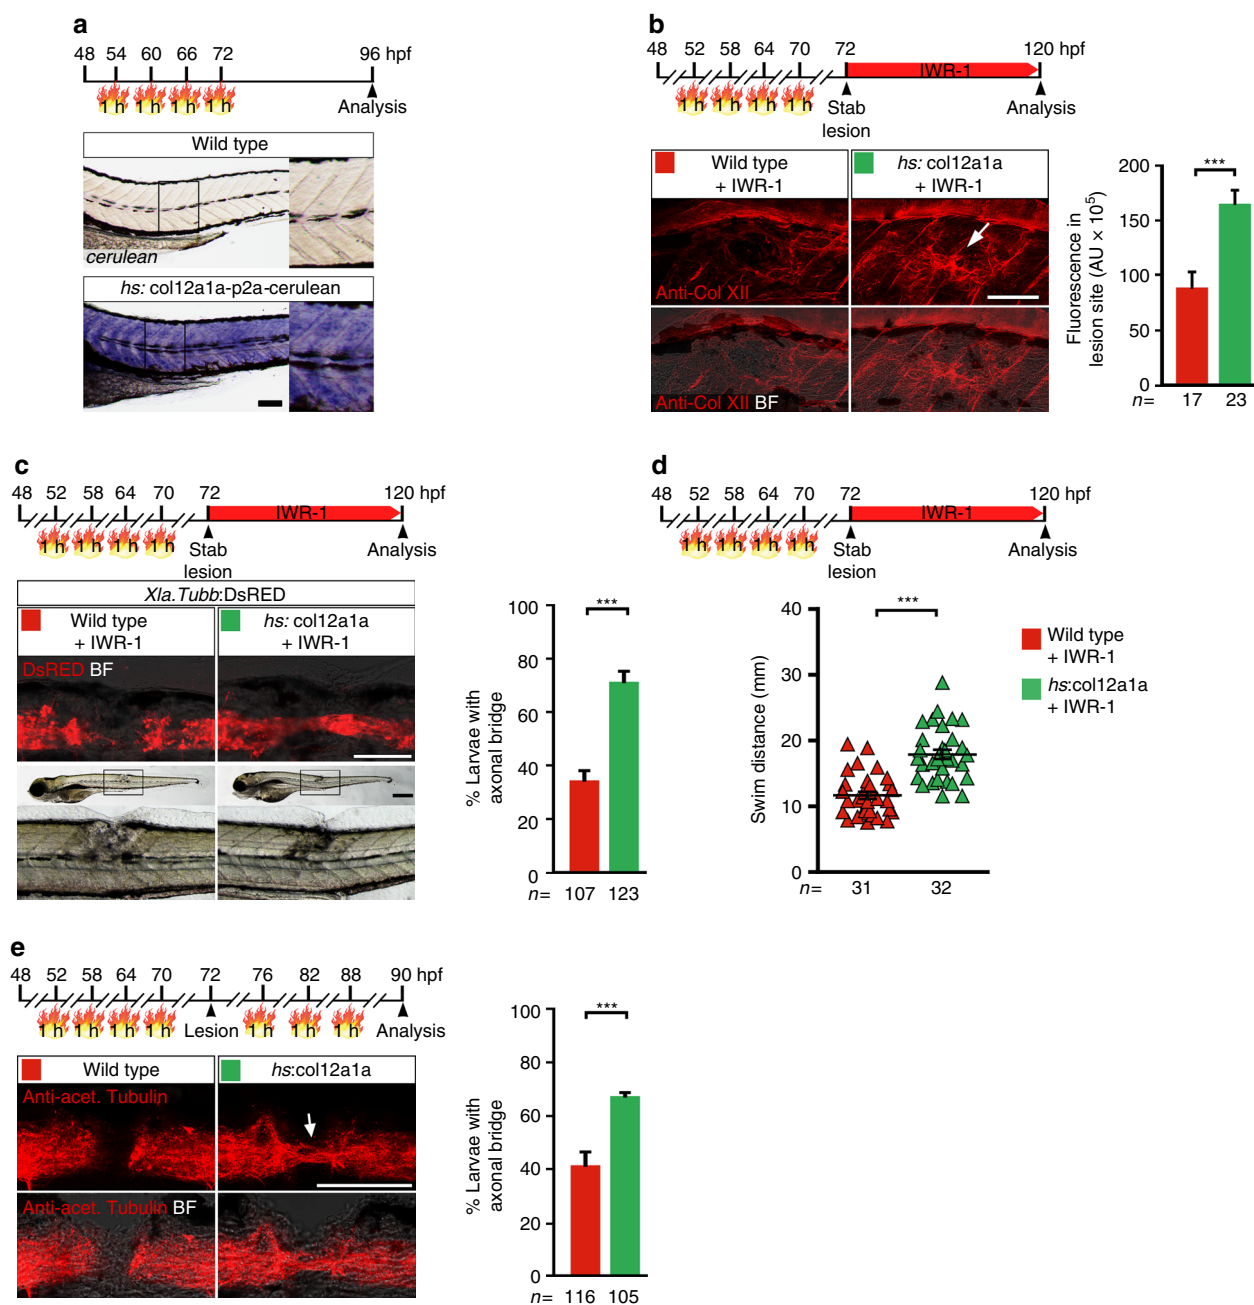 a
48 54 60 66 72 96 hpf
1 h 1 h 1 h 1 h
Analysis
Wild type
cerulean
hs: col12a1a-p2a-cerulean
b
48 52 58 64 70 72 120 hpf
IWR-1
1 h 1 h 1 h 1 h
Stab lesion
Analysis
Wild type + IWR-1
hs: col12a1a + IWR-1
Anti-Col XII
Anti-Col XII BF
Fluorescence in lesion site (AU × 10⁵)
200
150
100
50
0
***
n= 17 23
c
48 52 58 64 70 72 120 hpf
IWR-1
1 h 1 h 1 h 1 h
Stab lesion
Analysis
Xla.Tubb:DsRED
Wild type + IWR-1
hs: col12a1a + IWR-1
DsRED BF
% Larvae with axonal bridge
100
80
60
40
20
0
***
n= 107 123
d
48 52 58 64 70 72 120 hpf
IWR-1
1 h 1 h 1 h 1 h
Stab lesion
Analysis
Swim distance (mm)
40
30
20
10
0
***
n= 31 32
Wild type + IWR-1
hs:col12a1a + IWR-1
e
48 52 58 64 70 72 76 82 88 90 hpf
1 h 1 h 1 h 1 h Lesion 1 h 1 h 1 h Analysis
Wild type
hs:col12a1a
Anti-acet. Tubulin
Anti-acet. Tubulin BF
% Larvae with axonal bridge
100
80
60
40
20
0
***
n= 116 105